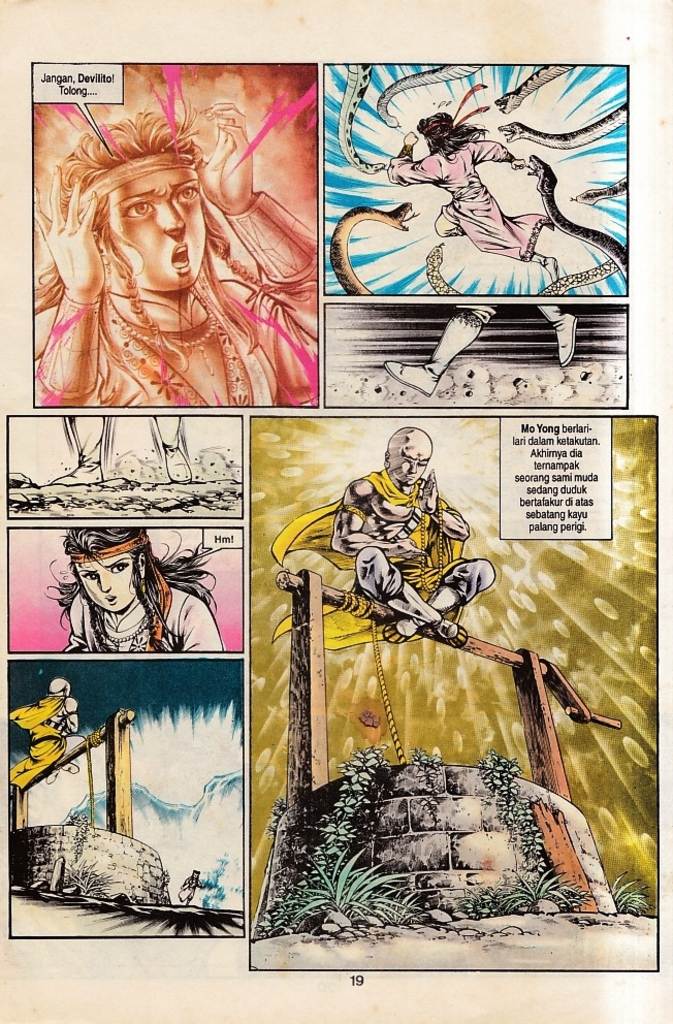 Jangan, Devilito!
Tolong....
Hm!
Mo Yong berlari-
lari dalam ketakutan.
Akhirnya dia
ternampak
seorang sami muda
sedang duduk
bertafakur di atas
sebatang kayu
palang perigi.
19